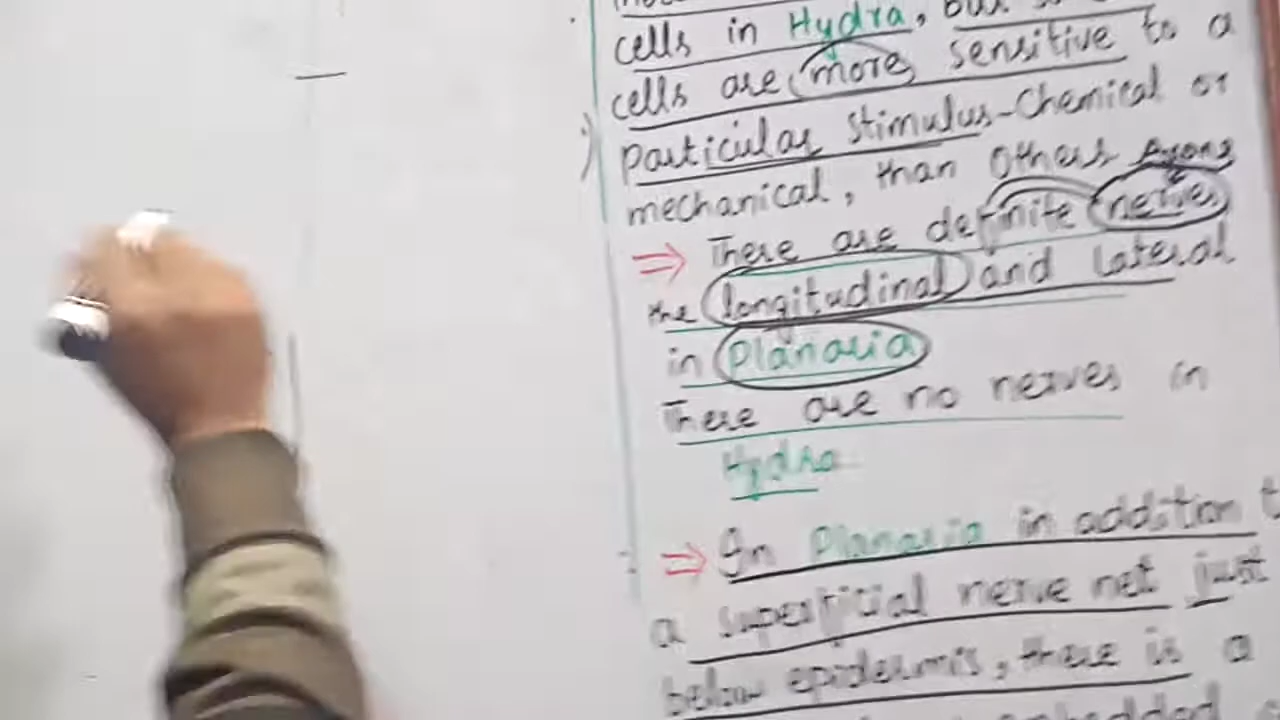 cells in Hydra, but
cells are more sensitive to a
Particular stimulus-Chemical or
mechanical, than others
⇒ There are definite nerves
the longitudinal and lateral
in Planaria
There are no nerves in
Hydra
⇒ In Planaria in addition
a superficial nerve net just
below epidermis, there is a